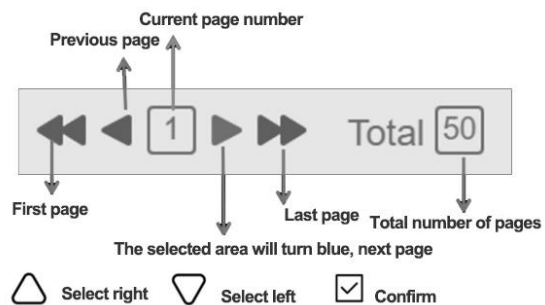 Current page number
Previous page
1
Total 50
First page
Last page
Total number of pages
The selected area will turn blue, next page
Select right
Select left
Confirm